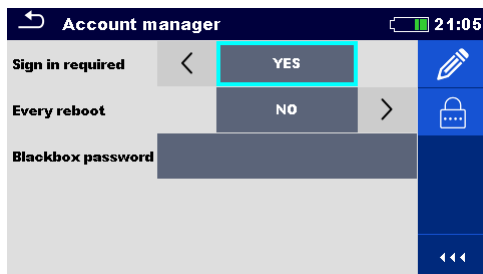 Account manager 21:05
Sign in required YES
Every reboot NO
Blackbox password